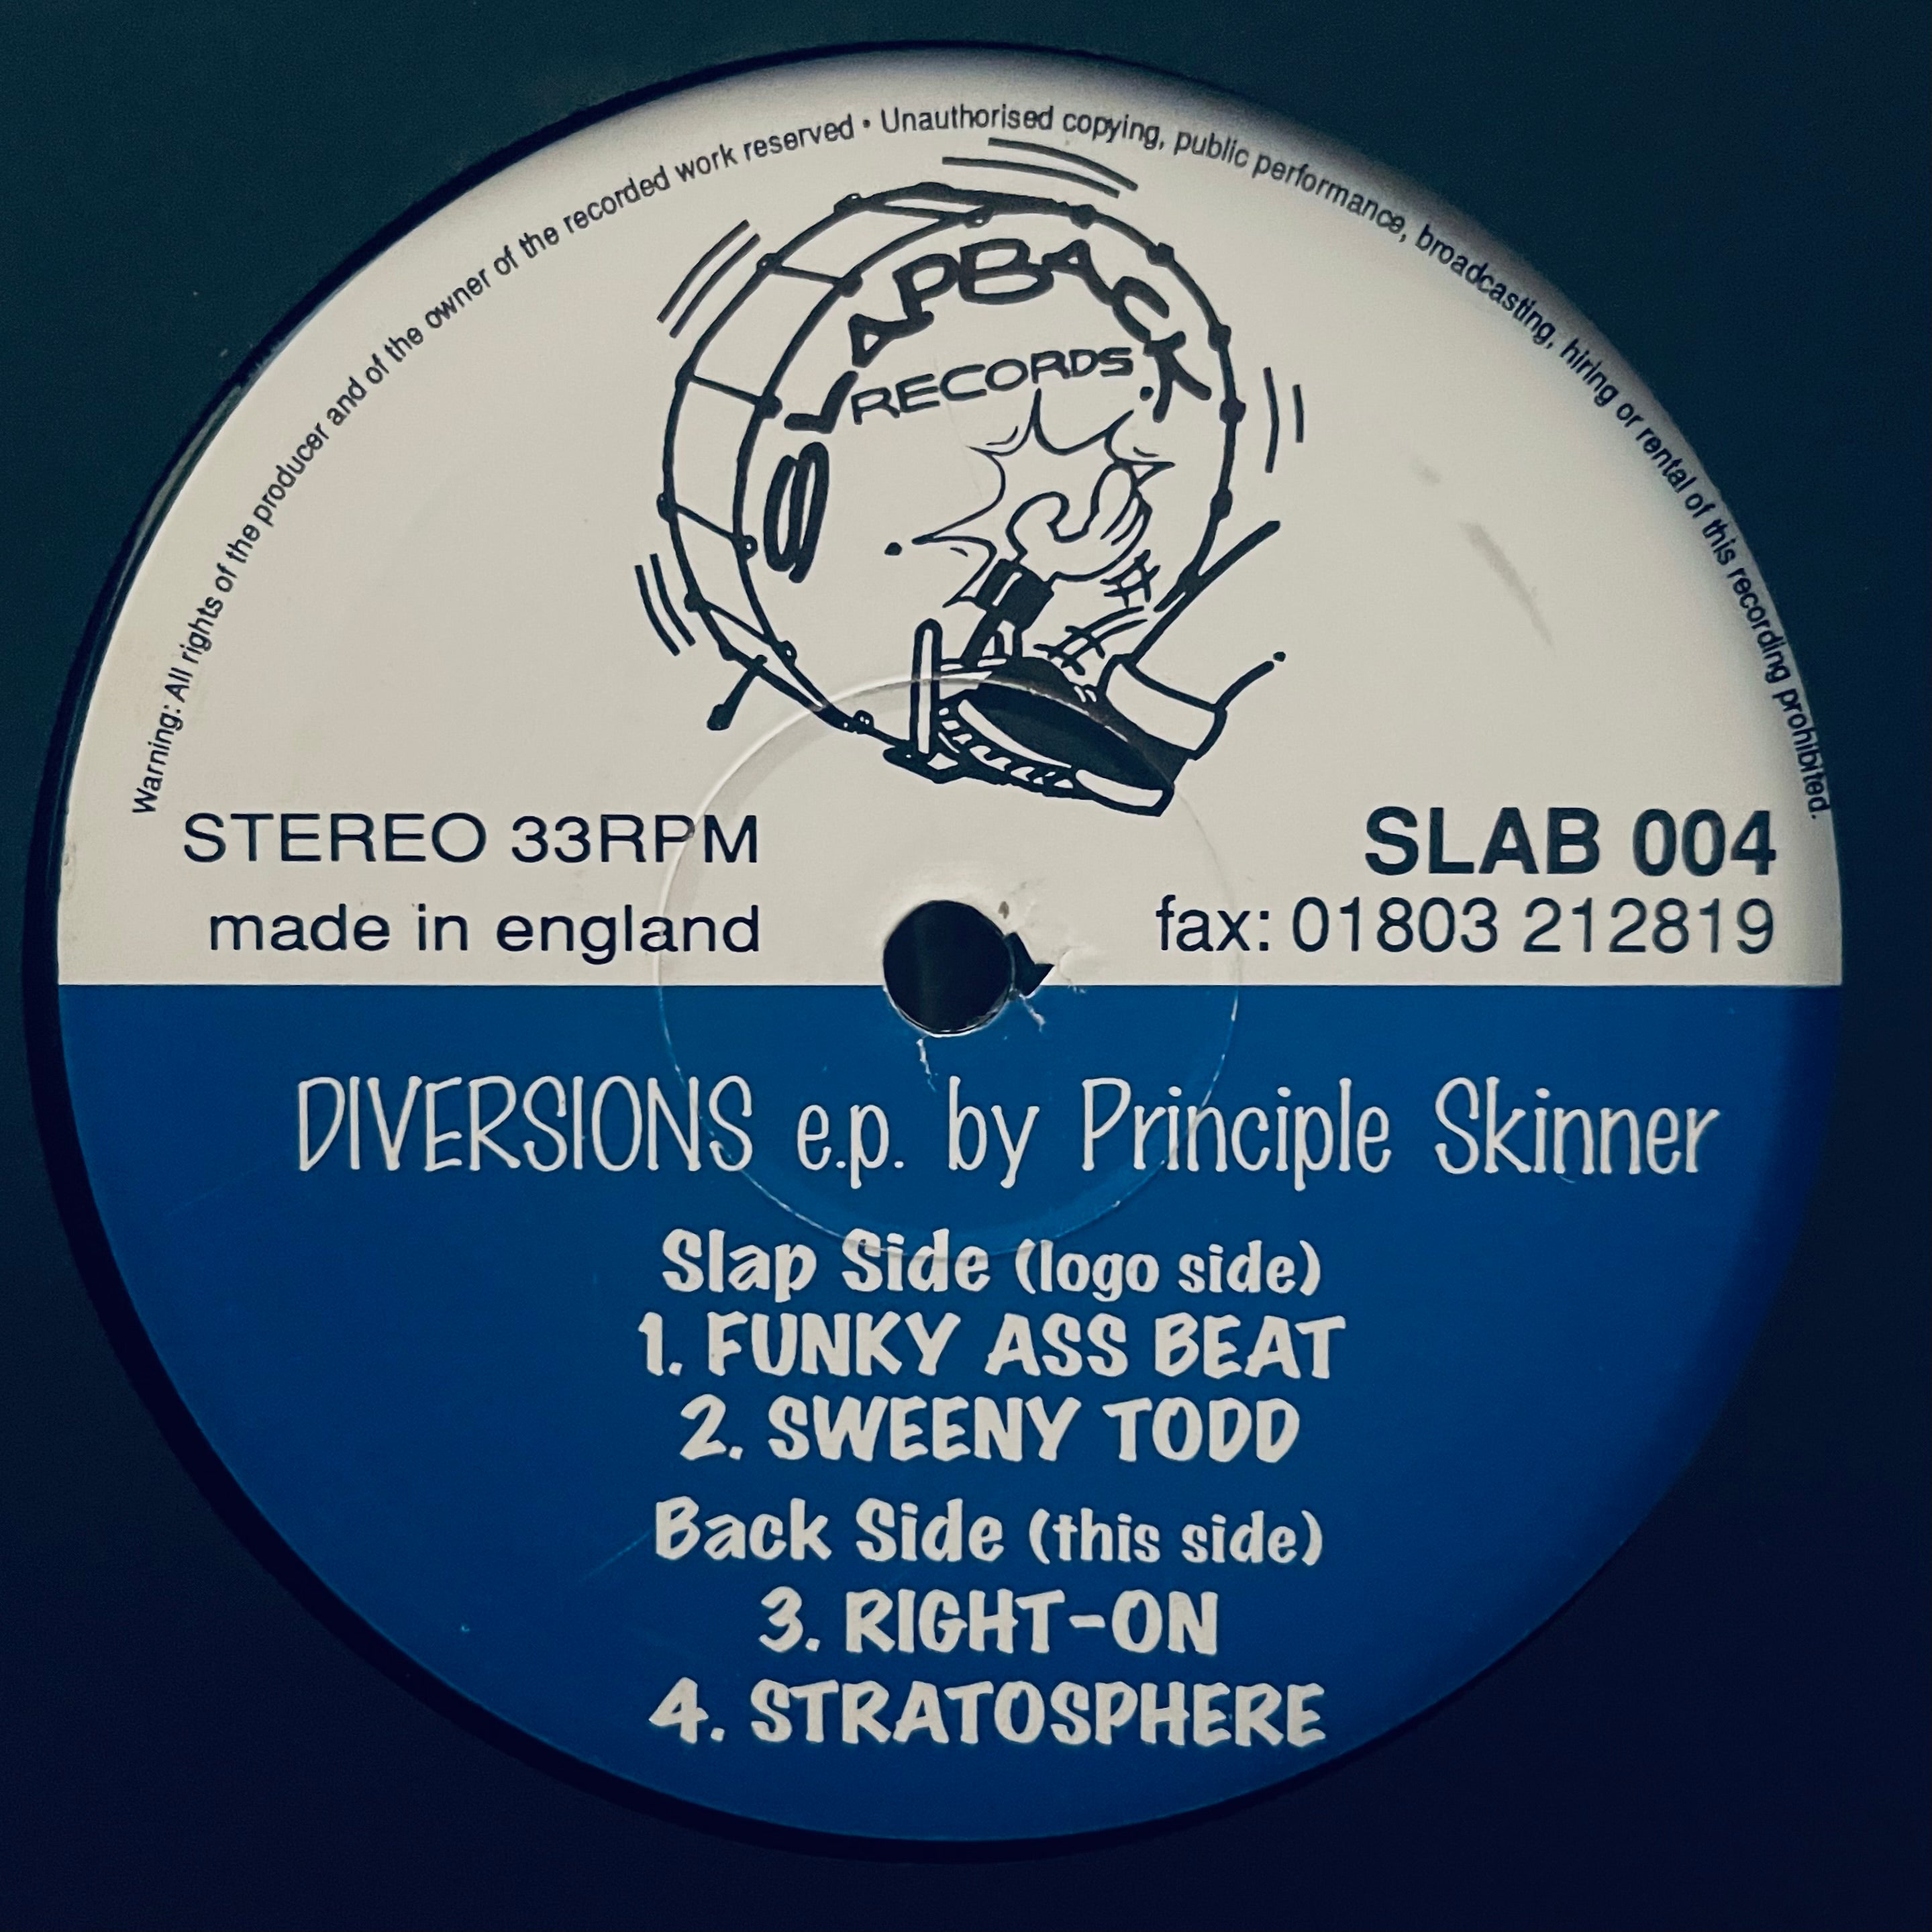 Warning: All rights of the producer and of the owner of the recorded work reserved • Unauthorised copying, public performance, broadcasting, hiring or rental of this recording prohibited.
SLAPBACK
RECORDS
STEREO 33RPM
made in england
SLAB 004
fax: 01803 212819
DIVERSIONS e.p. by Principle Skinner
Slap Side (logo side)
1. FUNKY ASS BEAT
2. SWEENY TODD
Back Side (this side)
3. RIGHT-ON
4. STRATOSPHERE